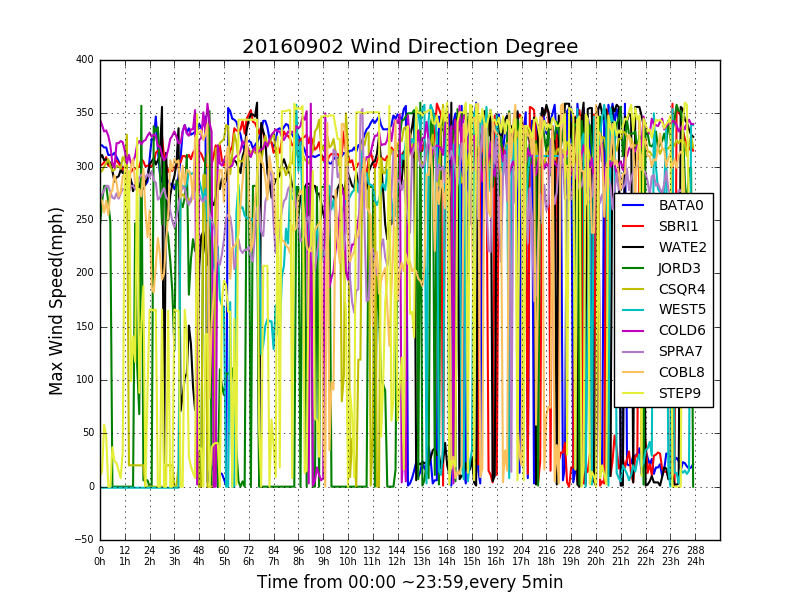 20160902 Wind Direction Degree
Max Wind Speed(mph)
400
350
300
250
200
150
100
50
0
−50
BATA0
SBRI1
WATE2
JORD3
CSQR4
WEST5
COLD6
SPRA7
COBL8
STEP9
0 12 24 36 48 60 72 84 96 108 120 132 144 156 168 180 192 204 216 228 240 252 264 276 288
0h 1h 2h 3h 4h 5h 6h 7h 8h 9h 10h 11h 12h 13h 14h 15h 16h 17h 18h 19h 20h 21h 22h 23h 24h
Time from 00:00 ~23:59,every 5min